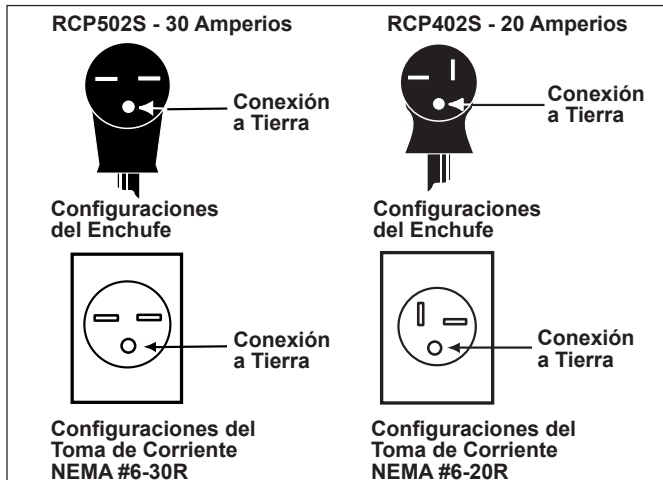 RCP502S - 30 Amperios
Conexión
a Tierra
Configuraciones
del Enchufe
Conexión
a Tierra
Configuraciones del
Toma de Corriente
NEMA #6-30R
RCP402S - 20 Amperios
Conexión
a Tierra
Configuraciones
del Enchufe
Conexión
a Tierra
Configuraciones del
Toma de Corriente
NEMA #6-20R